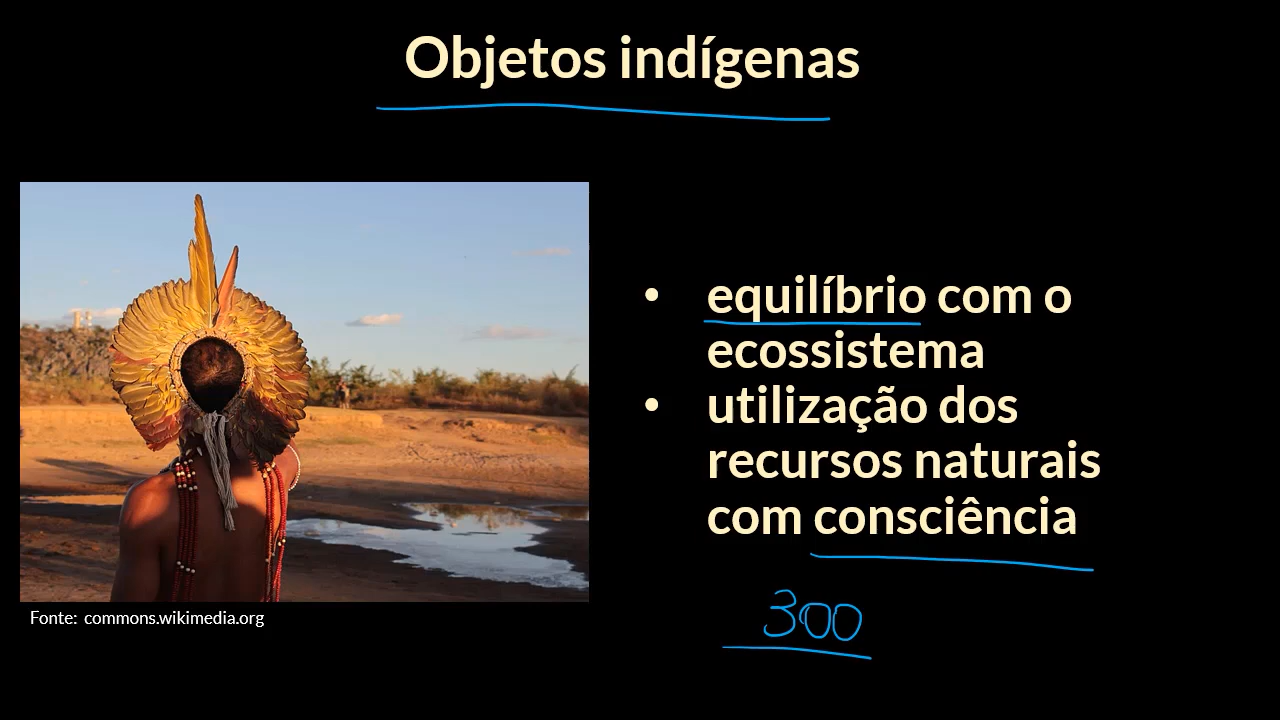 Objetos indígenas
• equilíbrio com o
ecossistema
• utilização dos
recursos naturais
com consciência
300
Fonte: commons.wikimedia.org